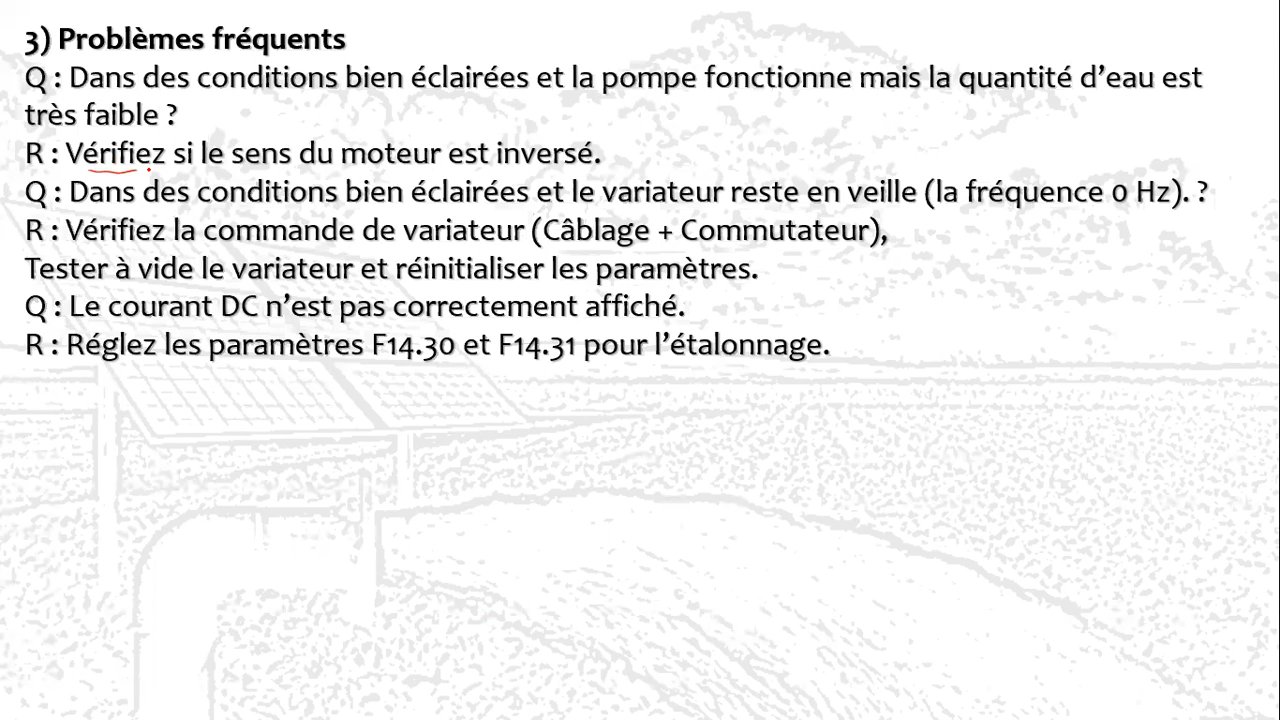 3) Problèmes fréquents
Q : Dans des conditions bien éclairées et la pompe fonctionne mais la quantité d’eau est
très faible ?
R : Vérifiez si le sens du moteur est inversé.
Q : Dans des conditions bien éclairées et le variateur reste en veille (la fréquence 0 Hz). ?
R : Vérifiez la commande de variateur (Câblage + Commutateur),
Tester à vide le variateur et réinitialiser les paramètres.
Q : Le courant DC n’est pas correctement affiché.
R : Réglez les paramètres F14.30 et F14.31 pour l’étalonnage.